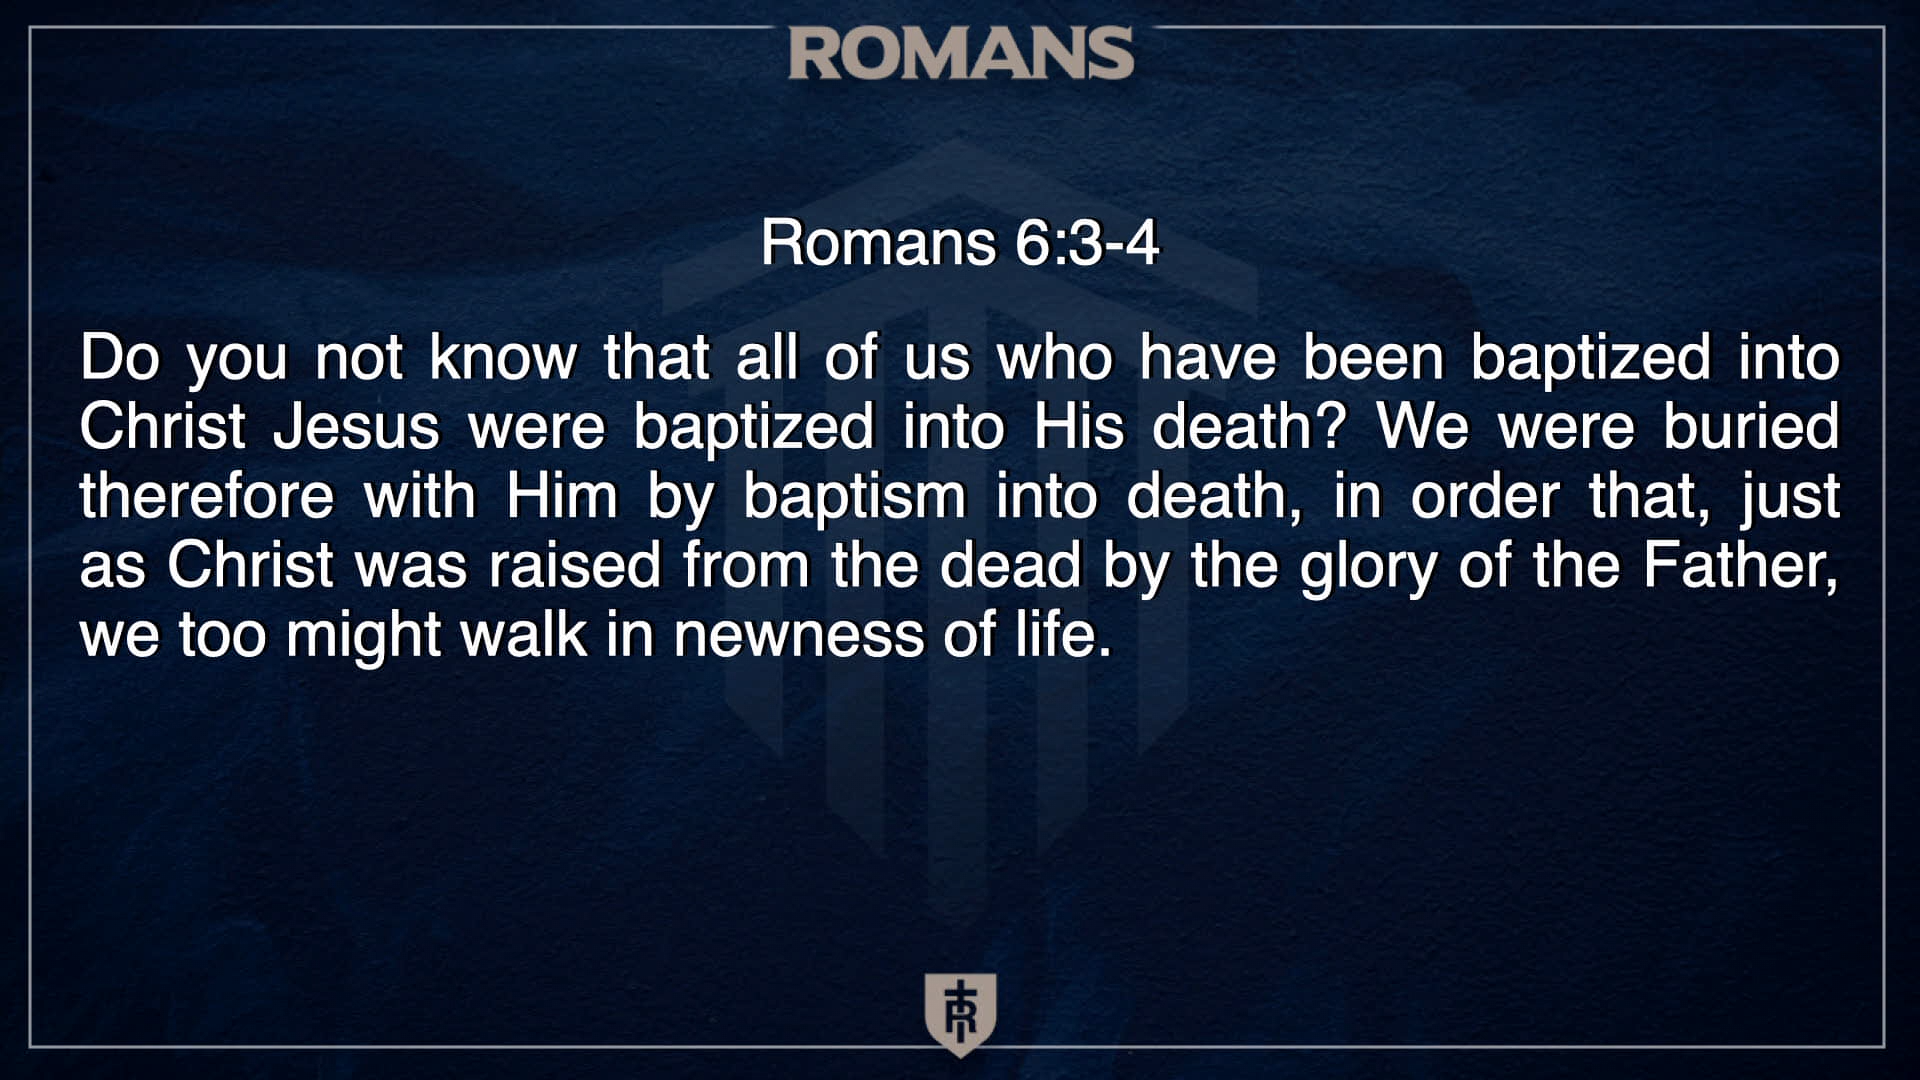 ROMANS
Romans 6:3-4
Do you not know that all of us who have been baptized into
Christ Jesus were baptized into His death? We were buried
therefore with Him by baptism into death, in order that, just
as Christ was raised from the dead by the glory of the Father,
we too might walk in newness of life.